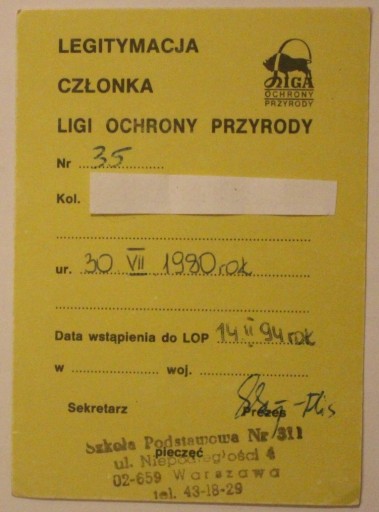 LEGITYMACJA
CZŁONKA
LIGI OCHRONY PRZYRODY
LIGA
OCHRONY
PRZYRODY
Nr 35
Kol.
ur. 30 VII 1980 rok
Data wstąpienia do LOP 14 II 94 rok
w woj.
Sekretarz Prezes
pieczęć
Szkoła Podstawowa Nr 311
ul. Niepodległości 4
02-659 Warszawa
tel. 43-18-29